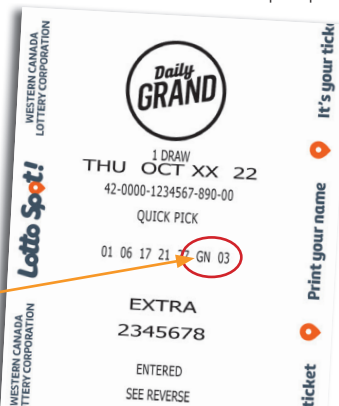 WESTERN CANADA
LOTTERY CORPORATION
Lotto Spot!
WESTERN CANADA
TTERY CORPORATION
Daily
GRAND
1 DRAW
THU OCT XX 22
42-0000-1234567-890-00
QUICK PICK
01 06 17 21 GN 03
EXTRA
2345678
ENTERED
SEE REVERSE
It's your ticke
Print your name
ticket